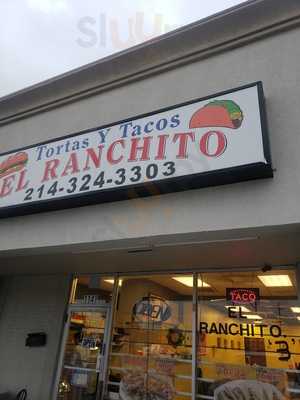 Tortas Y Tacos
EL RANCHITO
214-324-3303
OPEN
TACO
EL
RANCHITO